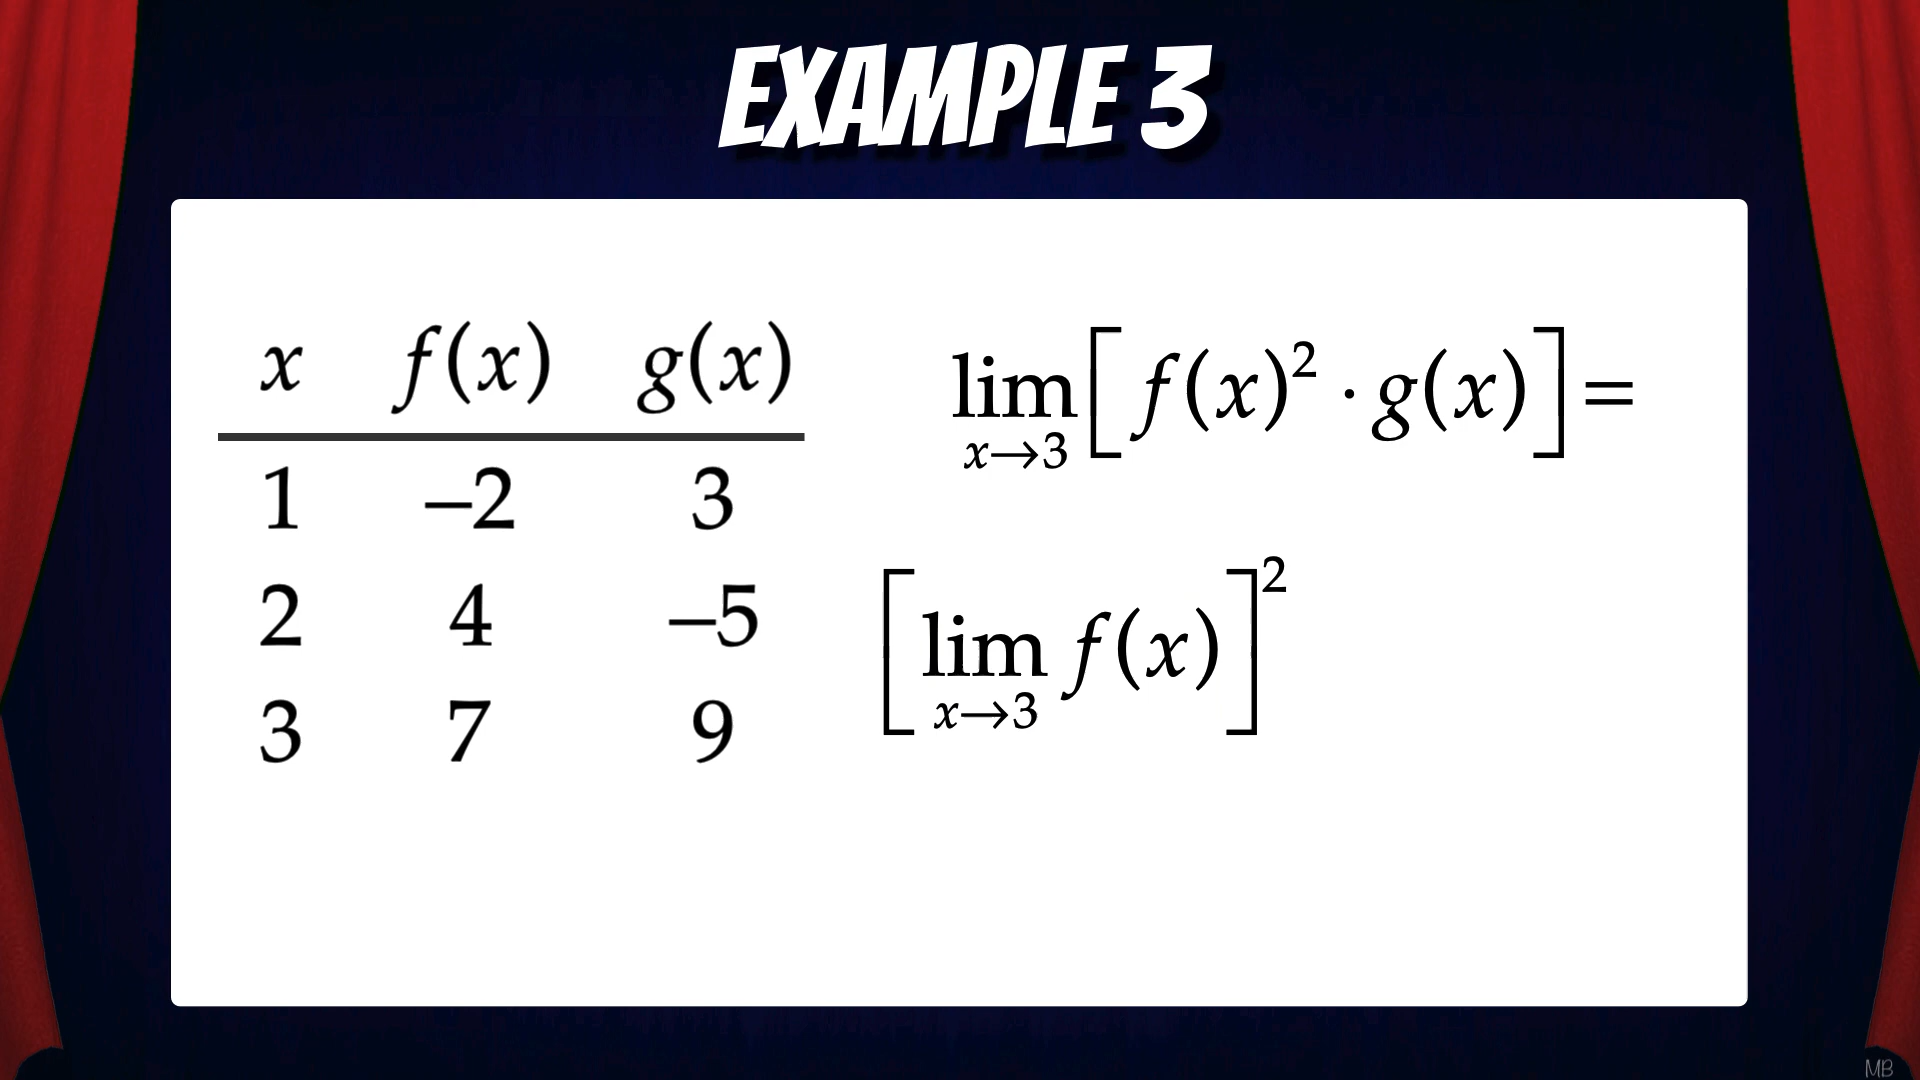 EXAMPLE 3
x f(x) g(x)
1 –2 3
2 4 –5
3 7 9
lim x→3 [f(x)² · g(x)] =
[lim x→3 f(x)]²
MB